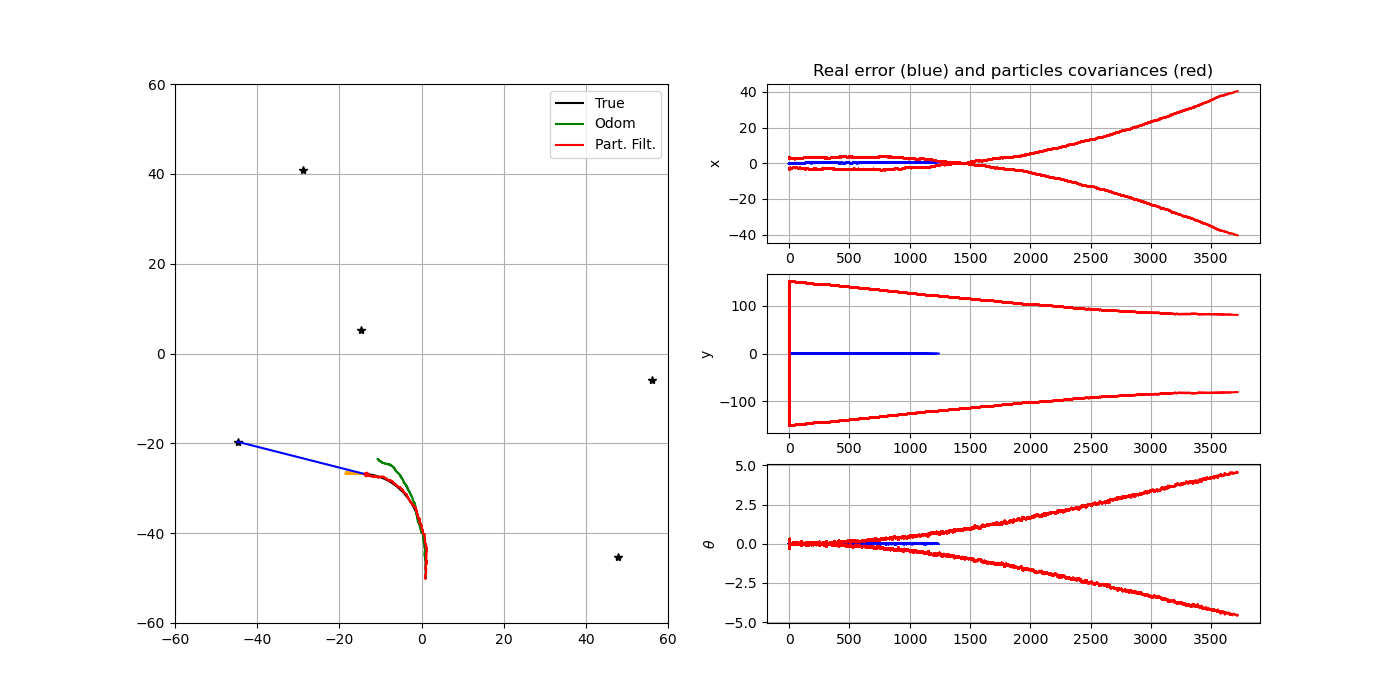 60
40
20
0
−20
−40
−60
−60 −40 −20 0 20 40 60
True
Odom
Part. Filt.
Real error (blue) and particles covariances (red)
x
40
20
0
−20
−40
0 500 1000 1500 2000 2500 3000 3500
y
100
0
−100
0 500 1000 1500 2000 2500 3000 3500
θ
5.0
2.5
0.0
−2.5
−5.0
0 500 1000 1500 2000 2500 3000 3500